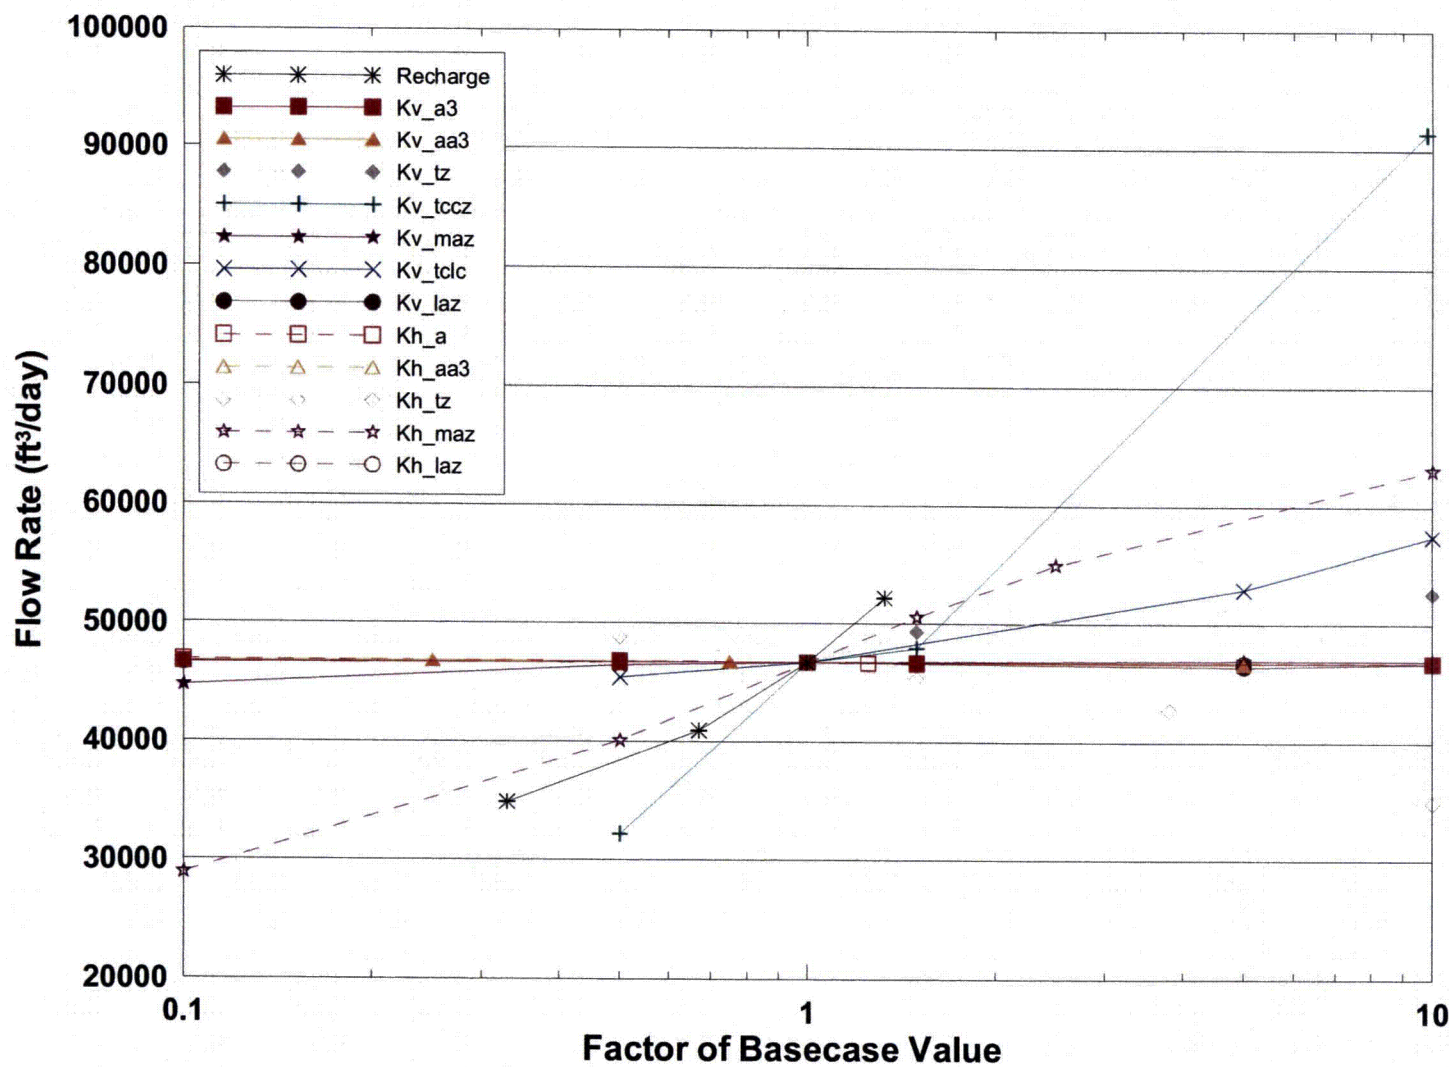 100000
90000
80000
70000
60000
50000
40000
30000
20000
Flow Rate (ft³/day)
Recharge
Kv_a3
Kv_aa3
Kv_tz
Kv_tccz
Kv_maz
Kv_tclc
Kv_laz
Kh_a
Kh_aa3
Kh_tz
Kh_maz
Kh_laz
0.1
1
10
Factor of Basecase Value